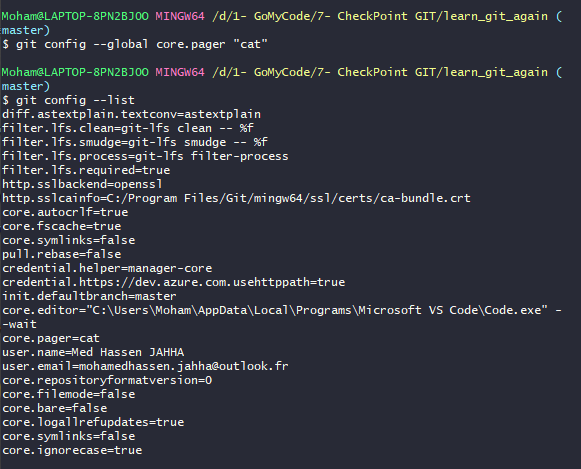 Moham@LAPTOP-8PN2BJOO MINGW64 /d/1- GoMyCode/7- CheckPoint GIT/learn_git_again (
master)
$ git config --global core.pager "cat"
Moham@LAPTOP-8PN2BJOO MINGW64 /d/1- GoMyCode/7- CheckPoint GIT/learn_git_again (
master)
$ git config --list
diff.astextplain.textconv=astextplain
filter.lfs.clean=git-lfs clean -- %f
filter.lfs.smudge=git-lfs smudge -- %f
filter.lfs.process=git-lfs filter-process
filter.lfs.required=true
http.sslbackend=openssl
http.sslcainfo=C:/Program Files/Git/mingw64/ssl/certs/ca-bundle.crt
core.autocrlf=true
core.fscache=true
core.symlinks=false
pull.rebase=false
credential.helper=manager-core
credential.https://dev.azure.com.usehttppath=true
init.defaultbranch=master
core.editor="C:\Users\Moham\AppData\Local\Programs\Microsoft VS Code\Code.exe" -
-wait
core.pager=cat
user.name=Med Hassen JAHHA
user.email=mohamedhassen.jahha@outlook.fr
core.repositoryformatversion=0
core.filemode=false
core.bare=false
core.logallrefupdates=true
core.symlinks=false
core.ignorecase=true